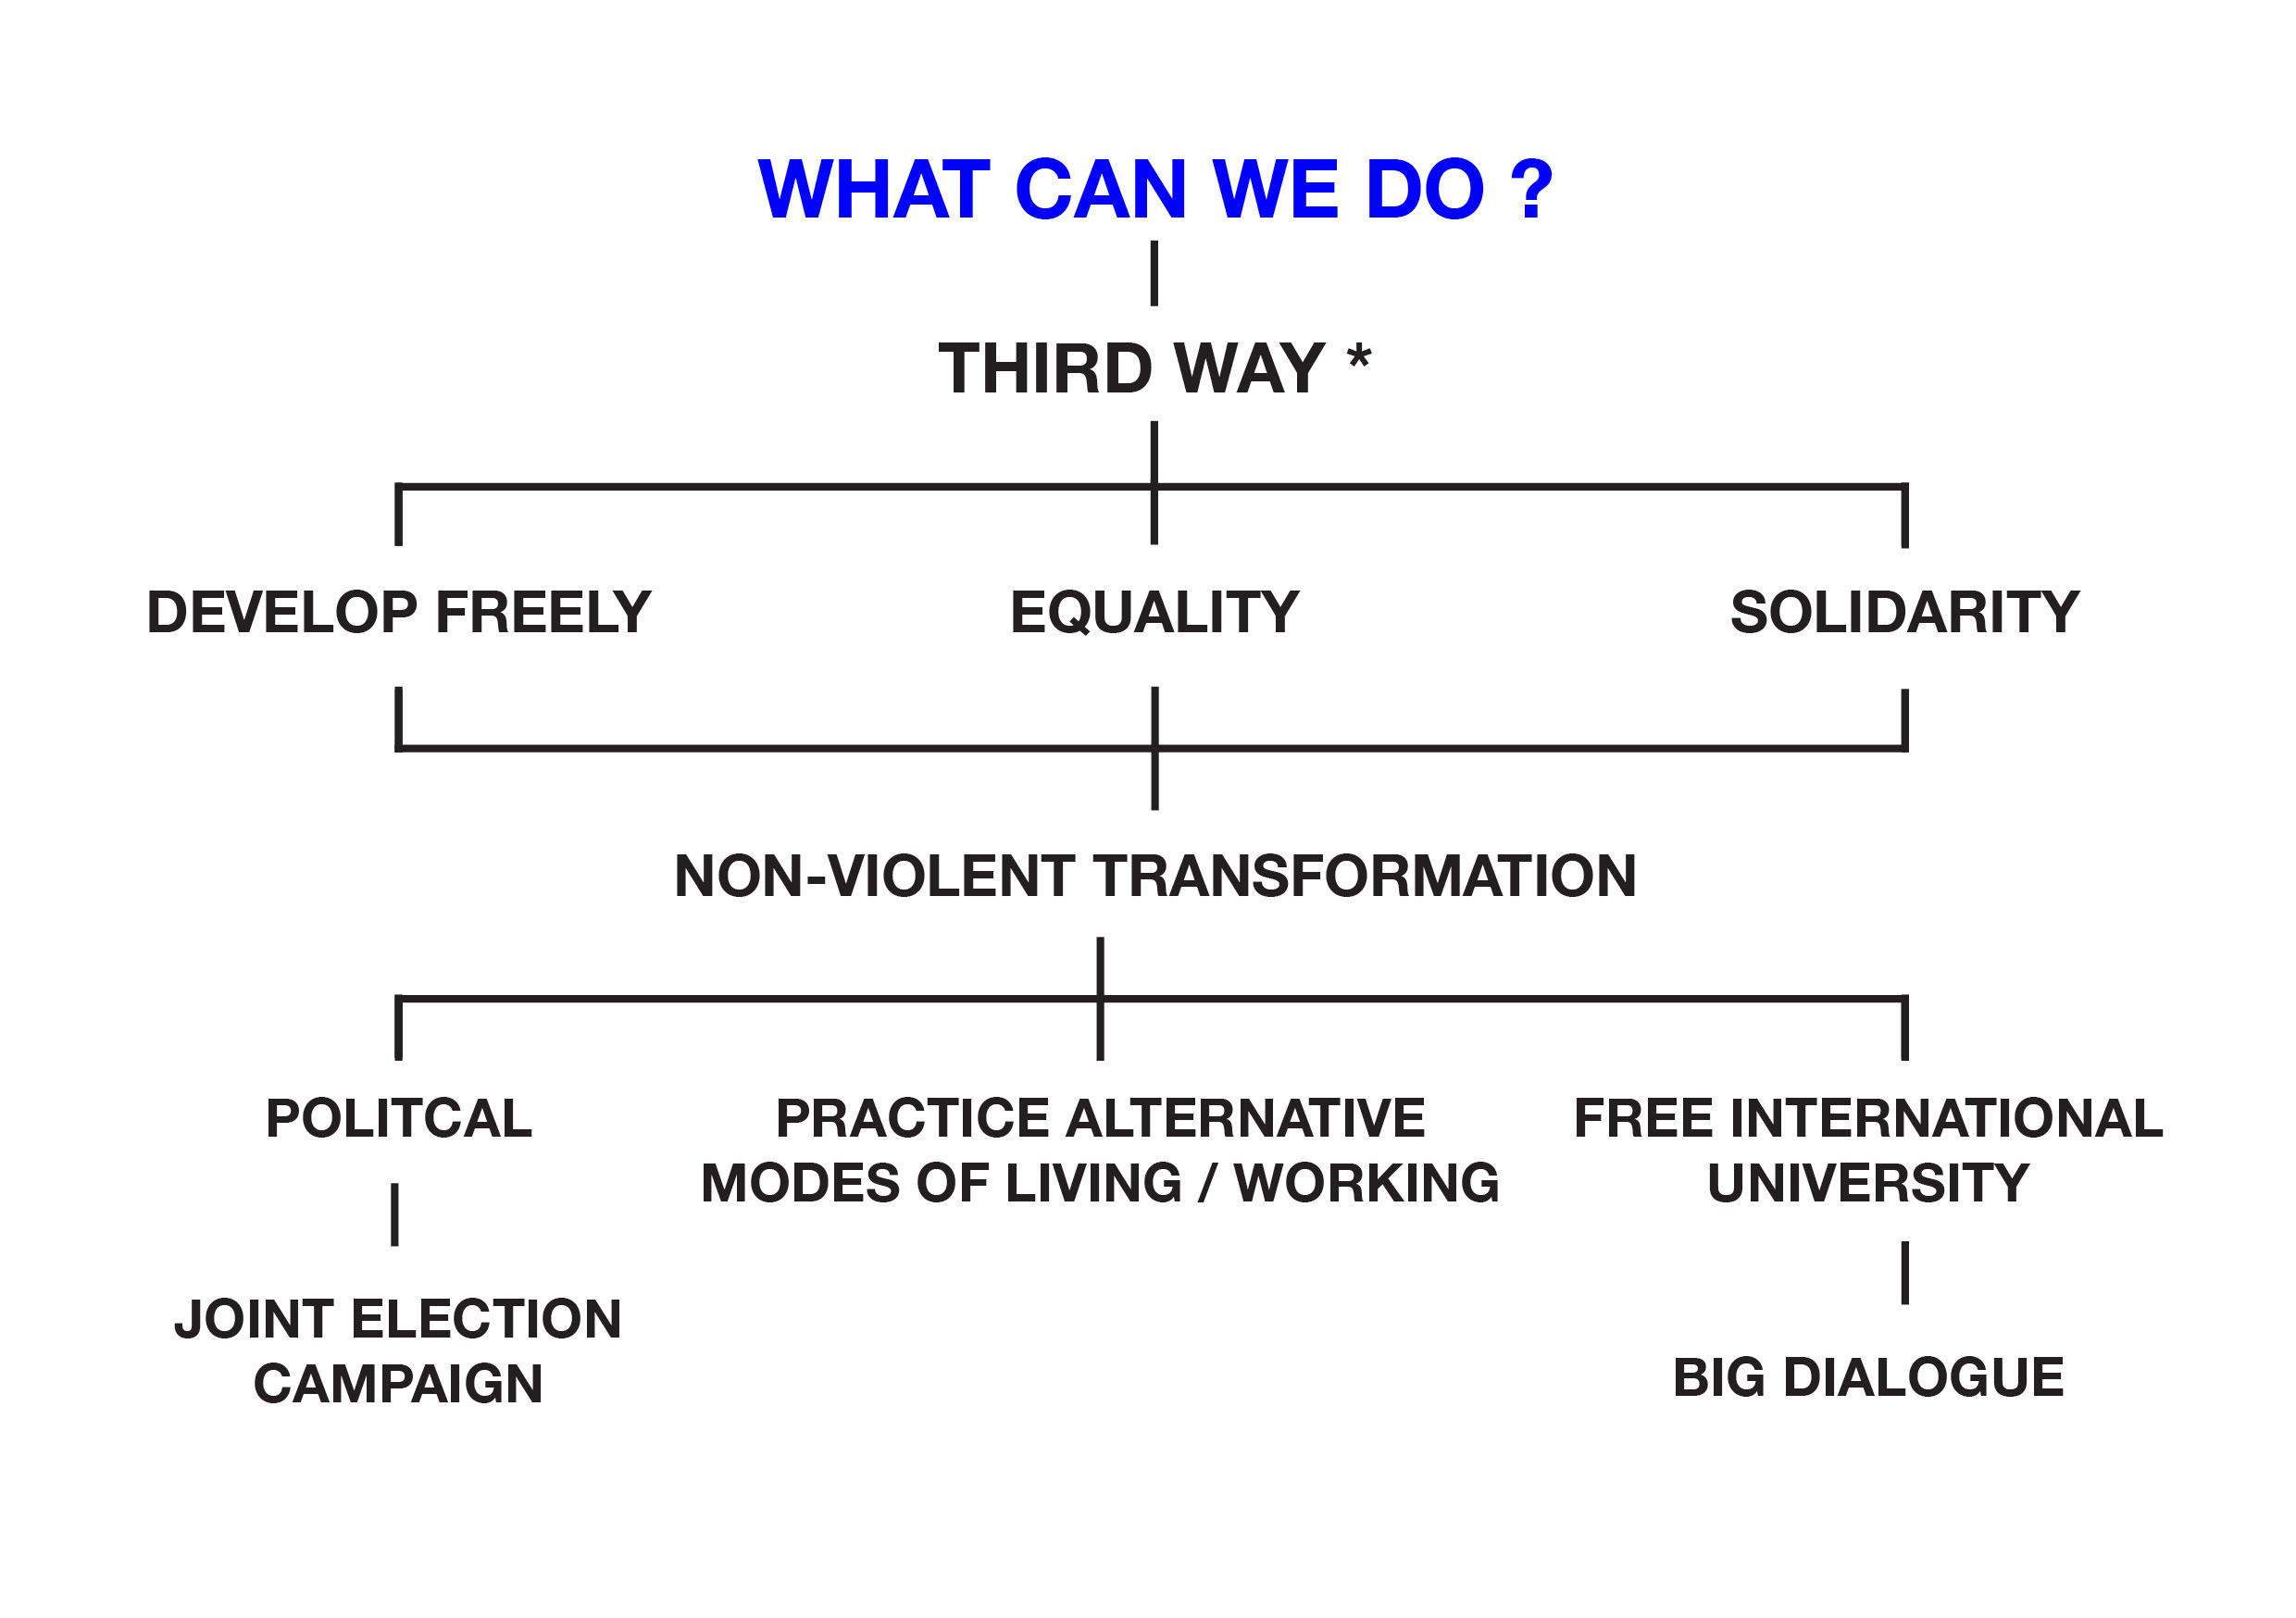 WHAT CAN WE DO ?
THIRD WAY *
DEVELOP FREELY
EQUALITY
SOLIDARITY
NON-VIOLENT TRANSFORMATION
POLITCAL
PRACTICE ALTERNATIVE
MODES OF LIVING / WORKING
FREE INTERNATIONAL
UNIVERSITY
JOINT ELECTION
CAMPAIGN
BIG DIALOGUE